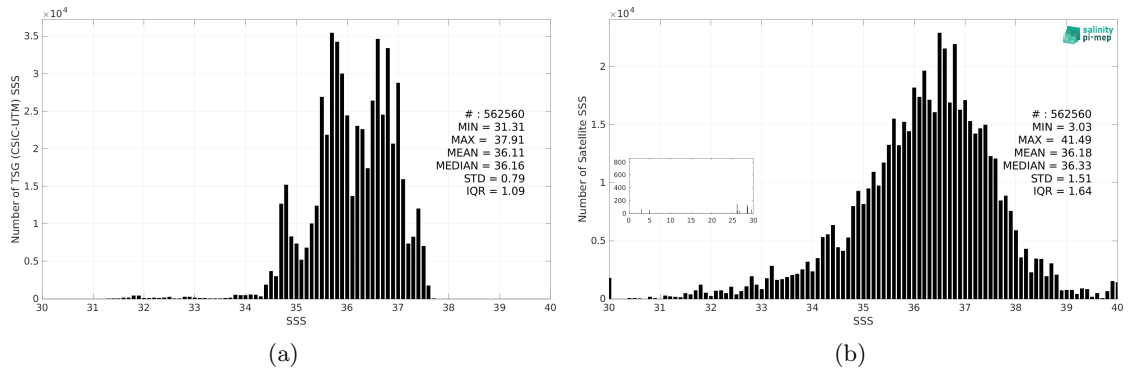 ×10⁴
3.5
3
2.5
2
1.5
1
0.5
0
30 31 32 33 34 35 36 37 38 39 40
SSS
Number of TSG (CSIC-UTM) SSS
# : 562560
MIN = 31.31
MAX = 37.91
MEAN = 36.11
MEDIAN = 36.16
STD = 0.79
IQR = 1.09
(a)
×10⁴
2
1.5
1
0.5
0
30 31 32 33 34 35 36 37 38 39 40
SSS
Number of Satellite SSS
salinity
pi-mep
# : 562560
MIN = 3.03
MAX = 41.49
MEAN = 36.18
MEDIAN = 36.33
STD = 1.51
IQR = 1.64
800
600
400
200
0
0 5 10 15 20 25 30
(b)